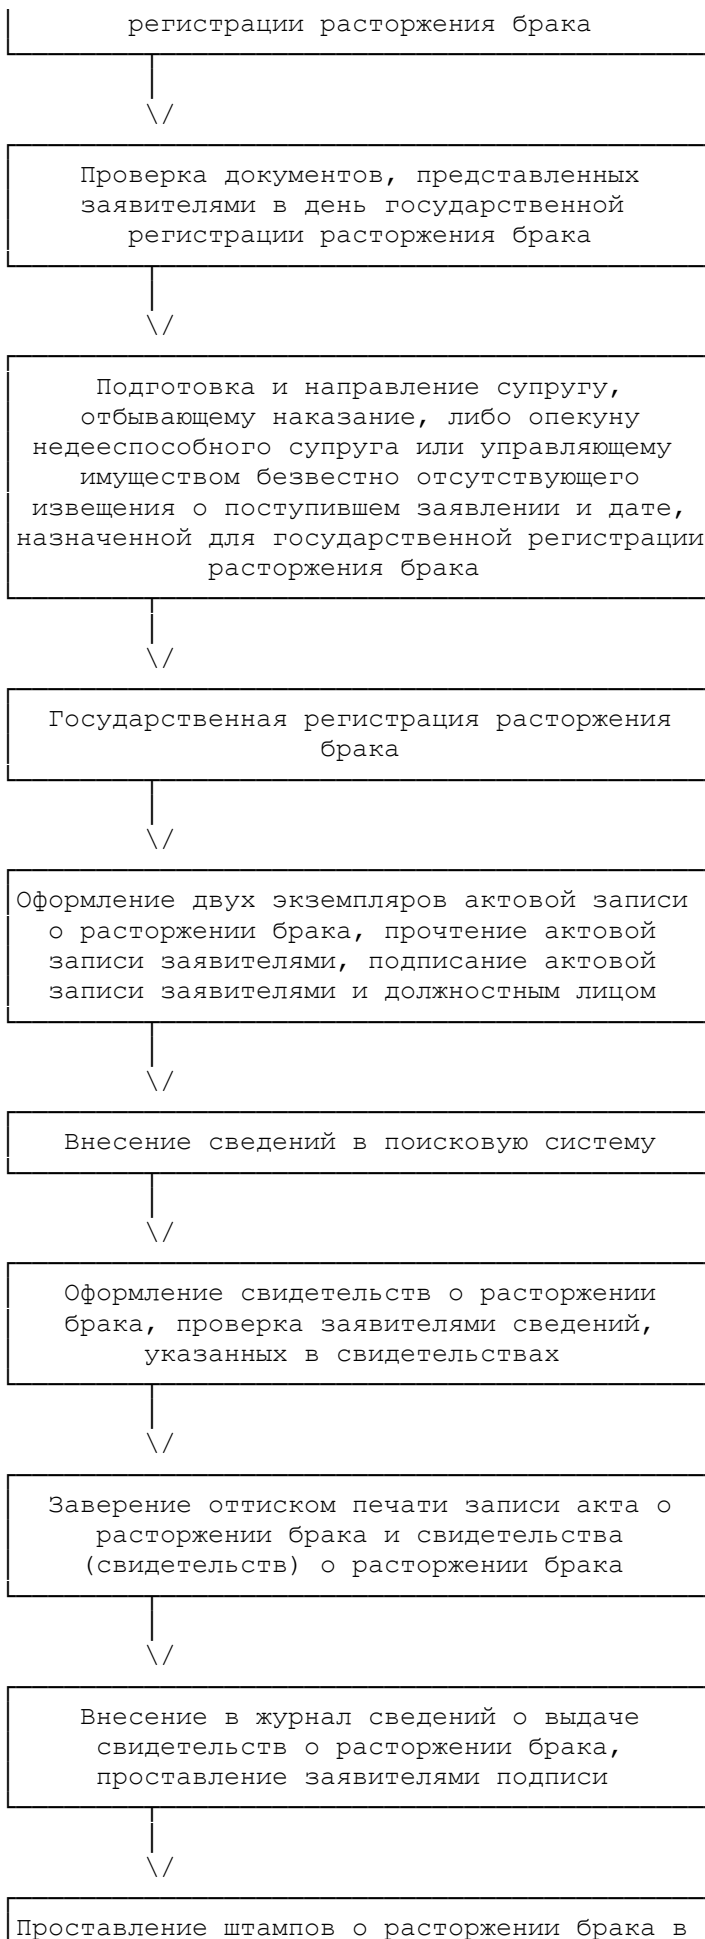 регистрации расторжения брака
\/
Проверка документов, представленных
заявителями в день государственной
регистрации расторжения брака
\/
Подготовка и направление супругу,
отбывающему наказание, либо опекуну
недееспособного супруга или управляющему
имуществом безвестно отсутствующего
извещения о поступившем заявлении и дате,
назначенной для государственной регистрации
расторжения брака
\/
Государственная регистрация расторжения
брака
\/
Оформление двух экземпляров актовой записи
о расторжении брака, прочтение актовой
записи заявителями, подписание актовой
записи заявителями и должностным лицом
\/
Внесение сведений в поисковую систему
\/
Оформление свидетельств о расторжении
брака, проверка заявителями сведений,
указанных в свидетельствах
\/
Заверение оттиском печати записи акта о
расторжении брака и свидетельства
(свидетельств) о расторжении брака
\/
Внесение в журнал сведений о выдаче
свидетельств о расторжении брака,
проставление заявителями подписи
\/
Проставление штампов о расторжении брака в